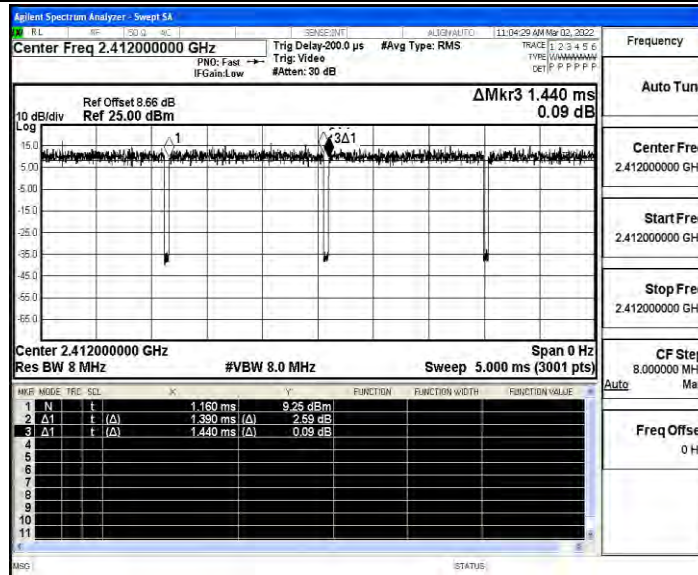 Agilent Spectrum Analyzer - Swept SA
RL RF 50 Ω AC SENSE:INT ALIGNAUTO 11:04:29 AM Mar 02, 2022
Center Freq 2.412000000 GHz
PNO: Fast
IFGain:Low
Trig Delay-200.0 µs
Trig: Video
#Atten: 30 dB
#Avg Type: RMS
TRACE 1 2 3 4 5 6
TYPE
DET P P P P P P
Ref Offset 8.66 dB
Ref 25.00 dBm
10 dB/div
Log
ΔMkr3 1.440 ms
0.09 dB
1
3Δ1
15.0
5.00
-5.00
-15.0
-25.0
-35.0
-45.0
-55.0
-65.0
Center 2.412000000 GHz
Span 0 Hz
Res BW 8 MHz
#VBW 8.0 MHz
Sweep 5.000 ms (3001 pts)
MKR MODE TRC SCL X Y FUNCTION FUNCTION WIDTH FUNCTION VALUE
1 N t 1.160 ms 9.25 dBm
2 Δ1 t (Δ) 1.390 ms (Δ) 2.59 dB
3 Δ1 t (Δ) 1.440 ms (Δ) 0.09 dB
4
5
6
7
8
9
10
11
MSG
STATUS
Frequency
Auto Tun
Center Fre
2.412000000 GH
Start Fre
2.412000000 GH
Stop Fre
2.412000000 GH
CF Step
8.000000 MH
Auto Ma
Freq Offse
0 H